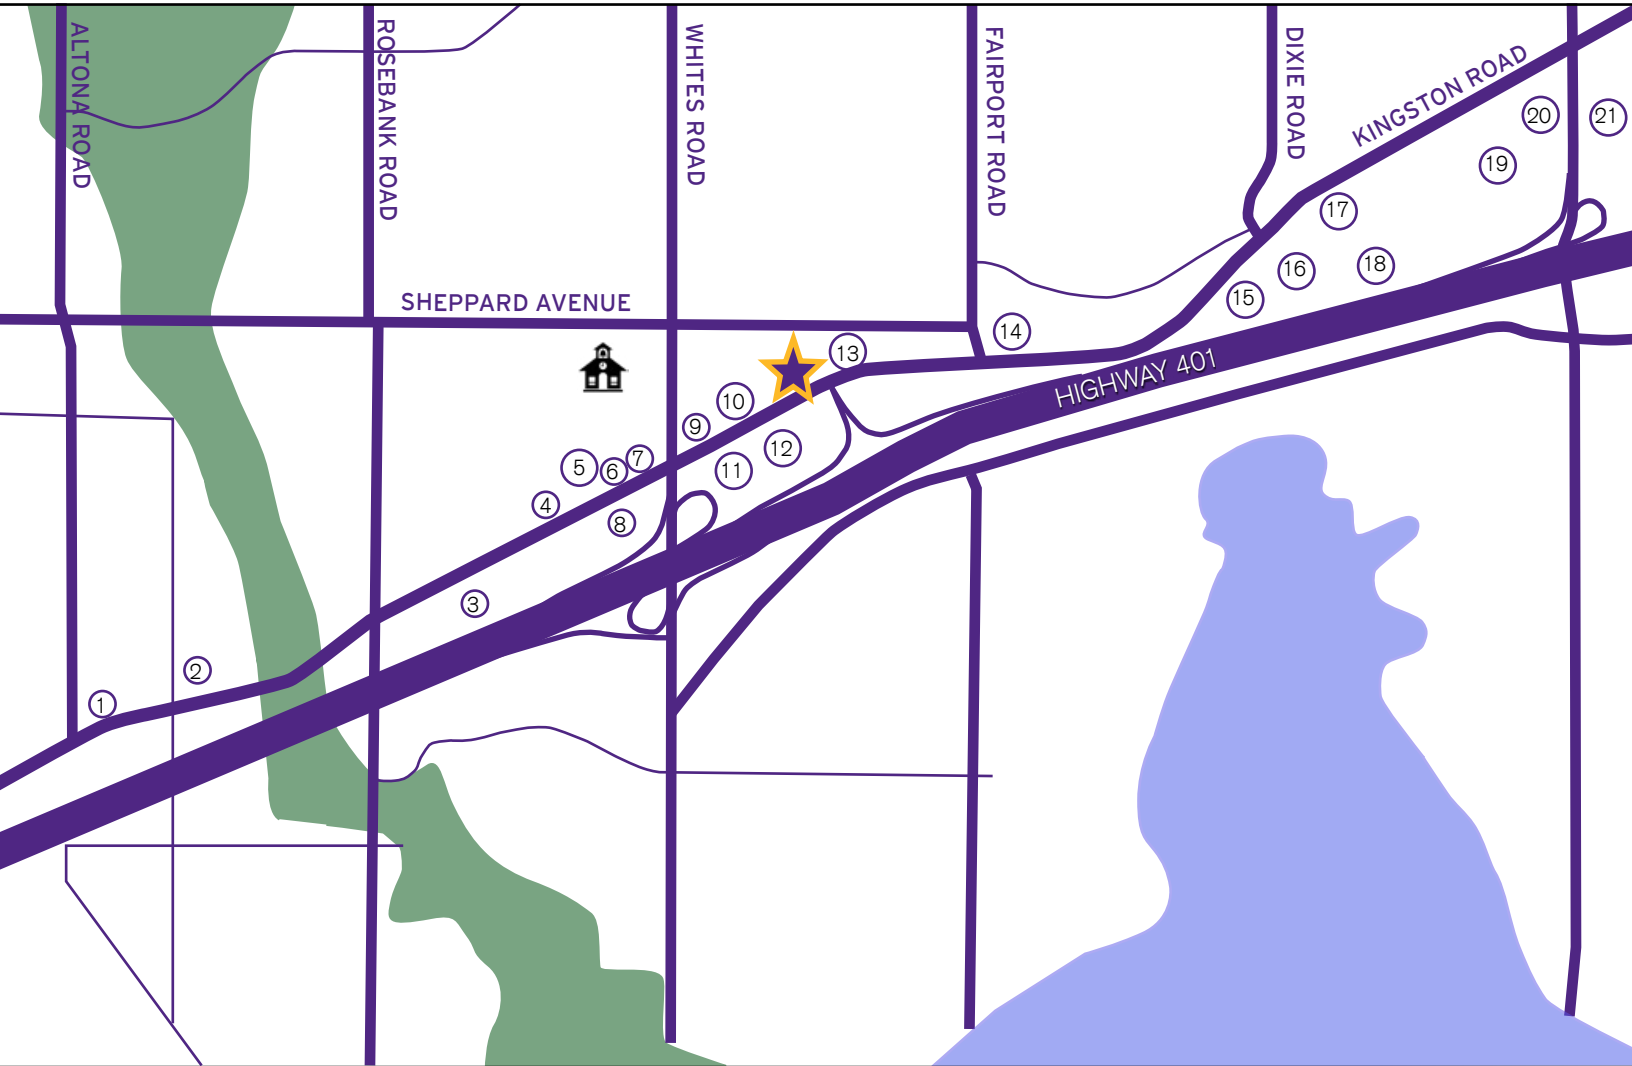 ALTONA ROAD
ROSEBANK ROAD
WHITES ROAD
FAIRPORT ROAD
DIXIE ROAD
KINGSTON ROAD
20
21
19
17
16
18
15
SHEPPARD AVENUE
14
13
HIGHWAY 401
10
9
12
7
5
6
11
4
8
3
2
1